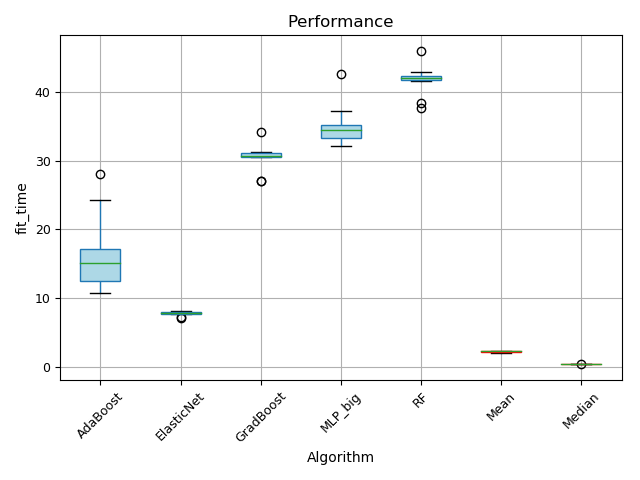 Performance
fit_time
40
30
20
10
0
AdaBoost
ElasticNet
GradBoost
MLP_big
RF
Mean
Median
Algorithm